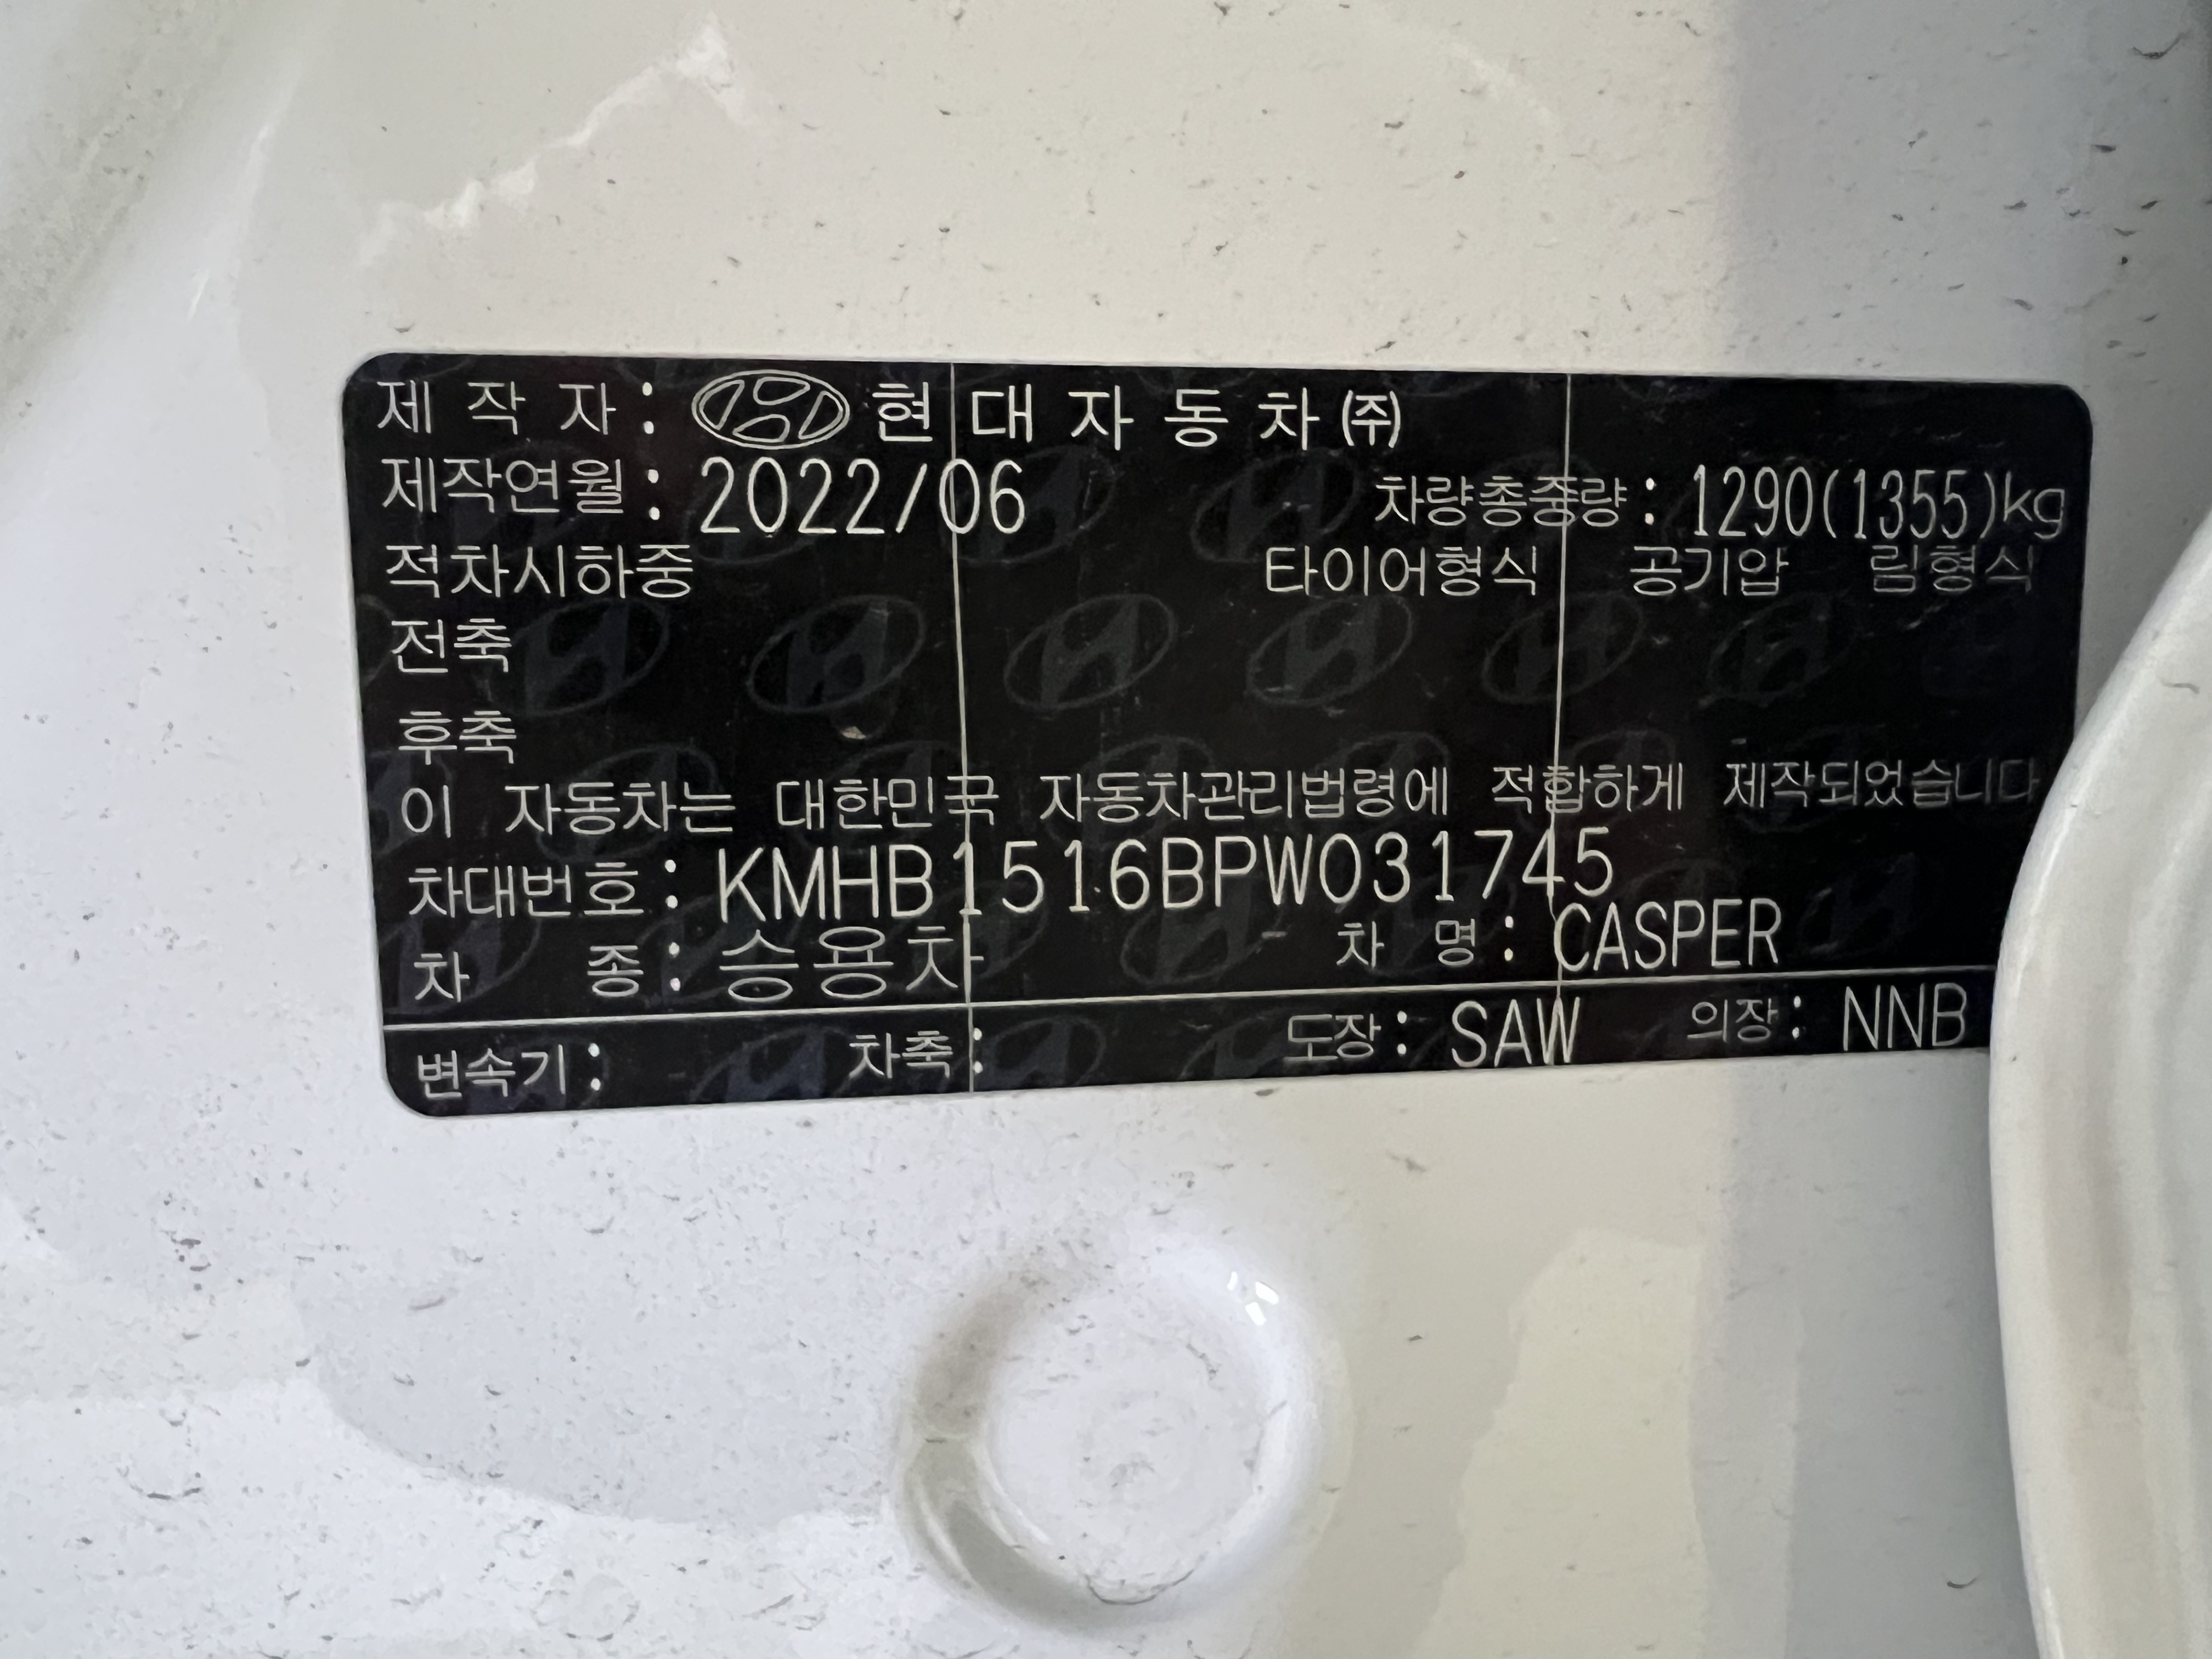 제 작 자 : 현 대 자 동 차 ㈜
제작연월 : 2022/06 차량총중량 : 1290(1355)kg
적차시하중 타이어형식 공기압 림형식
전축
후축
이 자동차는 대한민국 자동차관리법령에 적합하게 제작되었습니다
차대번호 : KMHB1516BPW031745
차 종 : 승용차 차 명 : CASPER
변속기 : 차축 : 도장 : SAW 의장 : NNB